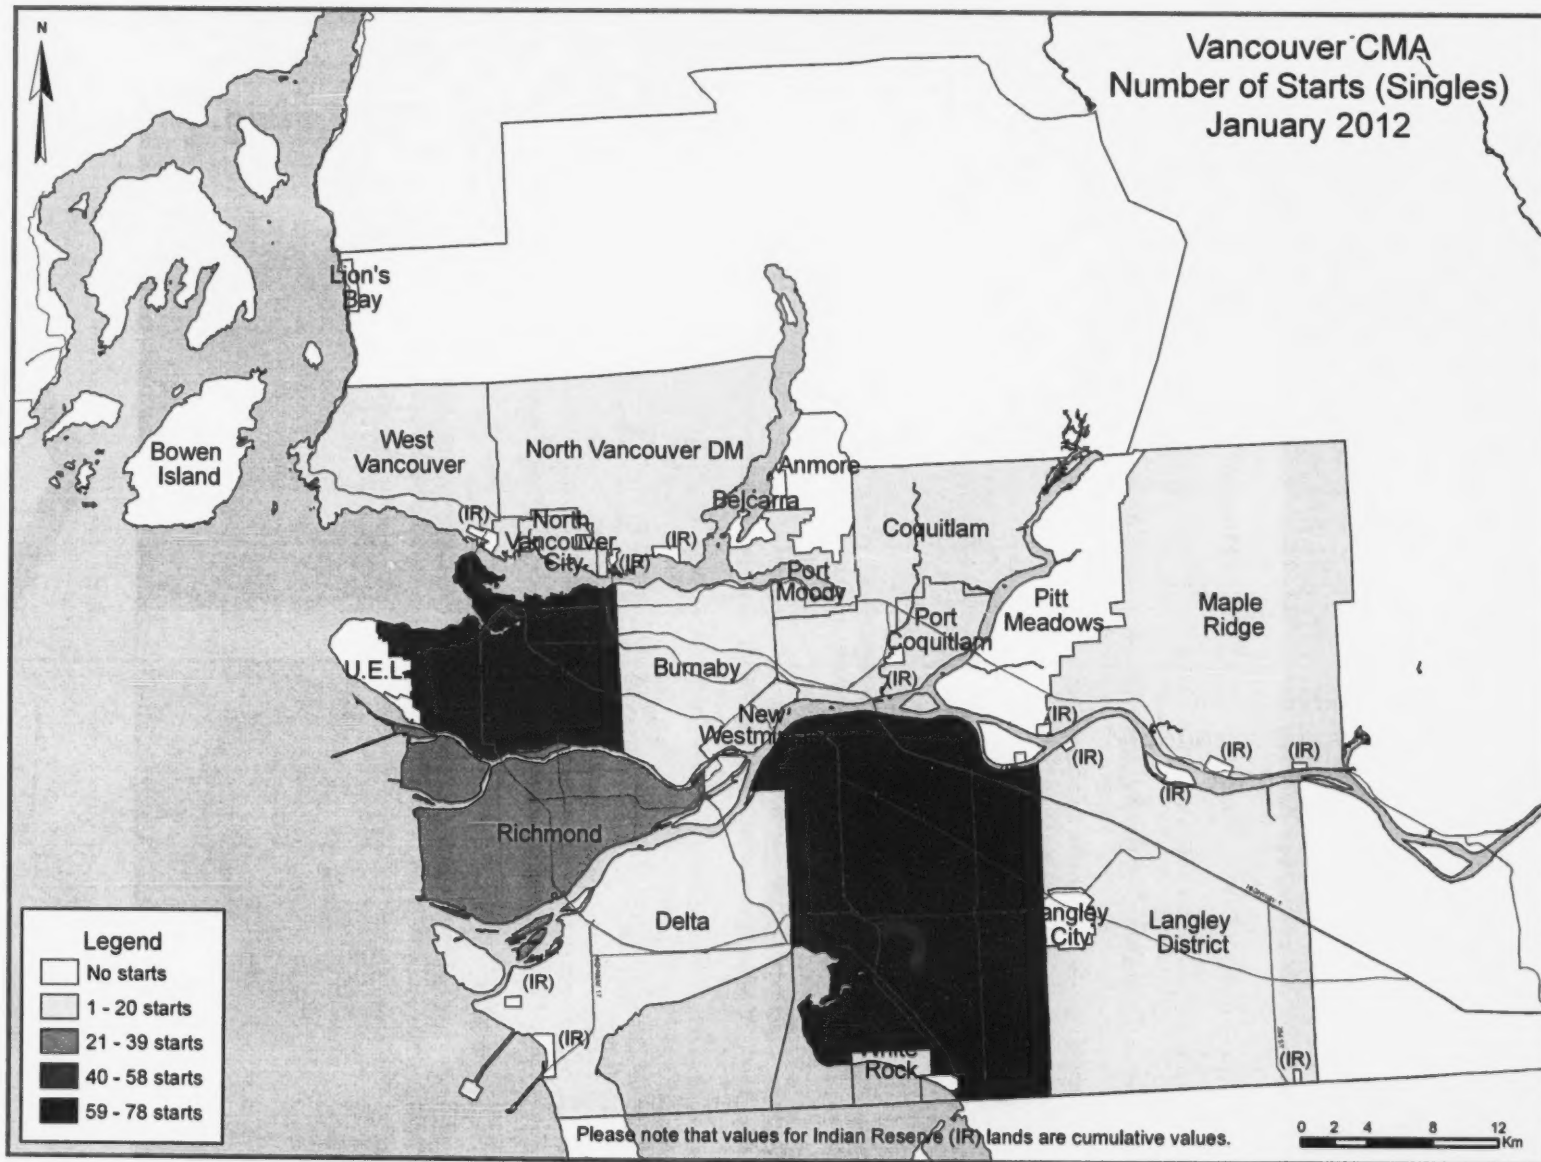 N
Vancouver CMA
Number of Starts (Singles)
January 2012
Lion's
Bay
Bowen
Island
West
Vancouver
North Vancouver DM
Anmore
Belcarra
Coquitlam
(IR)
North
Vancouver
City
(IR)
(IR)
Port
Moody
Port
Coquitlam
Pitt
Meadows
Maple
Ridge
U.E.L.
Burnaby
(IR)
New
(IR)
(IR)
(IR)
(IR)
(IR)
Richmond
Delta
Langley
District
City
(IR)
(IR)
(IR)
White
Rock
Legend
No starts
1 - 20 starts
21 - 39 starts
40 - 58 starts
59 - 78 starts
Please note that values for Indian Reserve (IR) lands are cumulative values.
0 2 4 8 12
Km